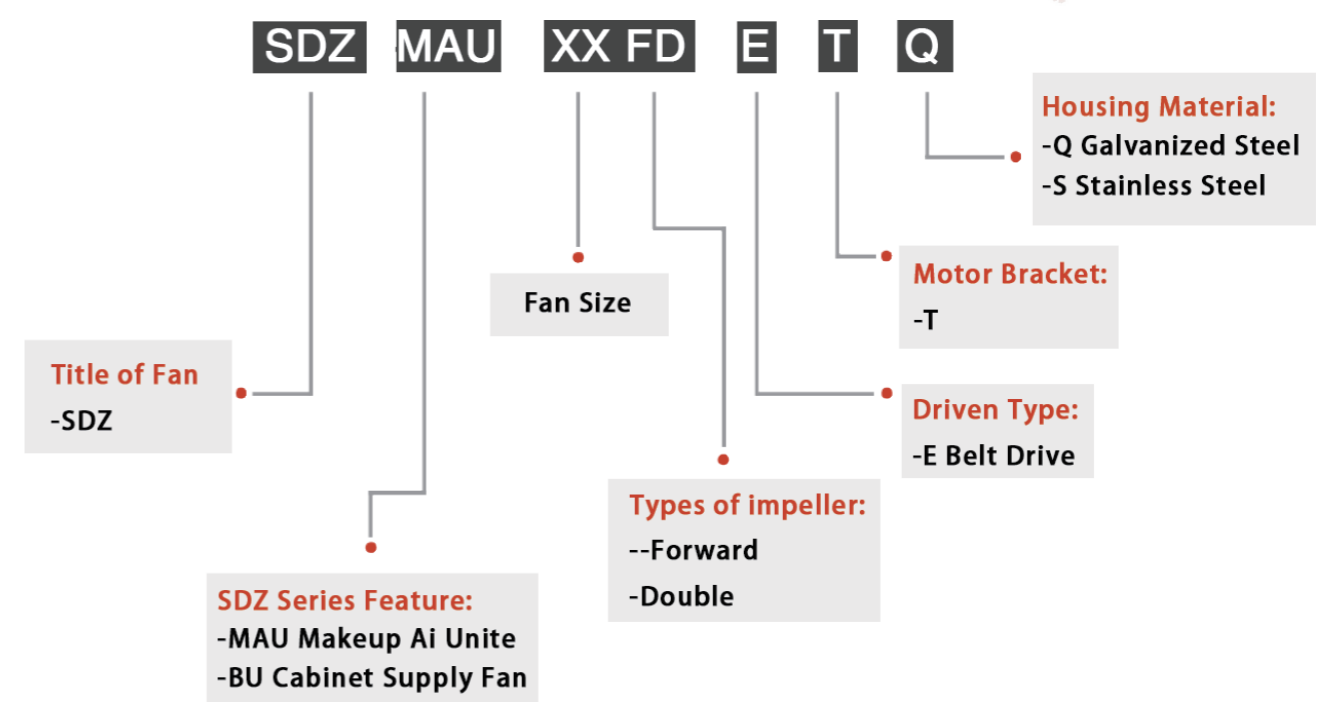 SDZ MAU XX FD E T Q
Housing Material:
-Q Galvanized Steel
-S Stainless Steel
Motor Bracket:
-T
Fan Size
Title of Fan
-SDZ
Driven Type:
-E Belt Drive
Types of impeller:
--Forward
-Double
SDZ Series Feature:
-MAU Makeup Ai Unite
-BU Cabinet Supply Fan